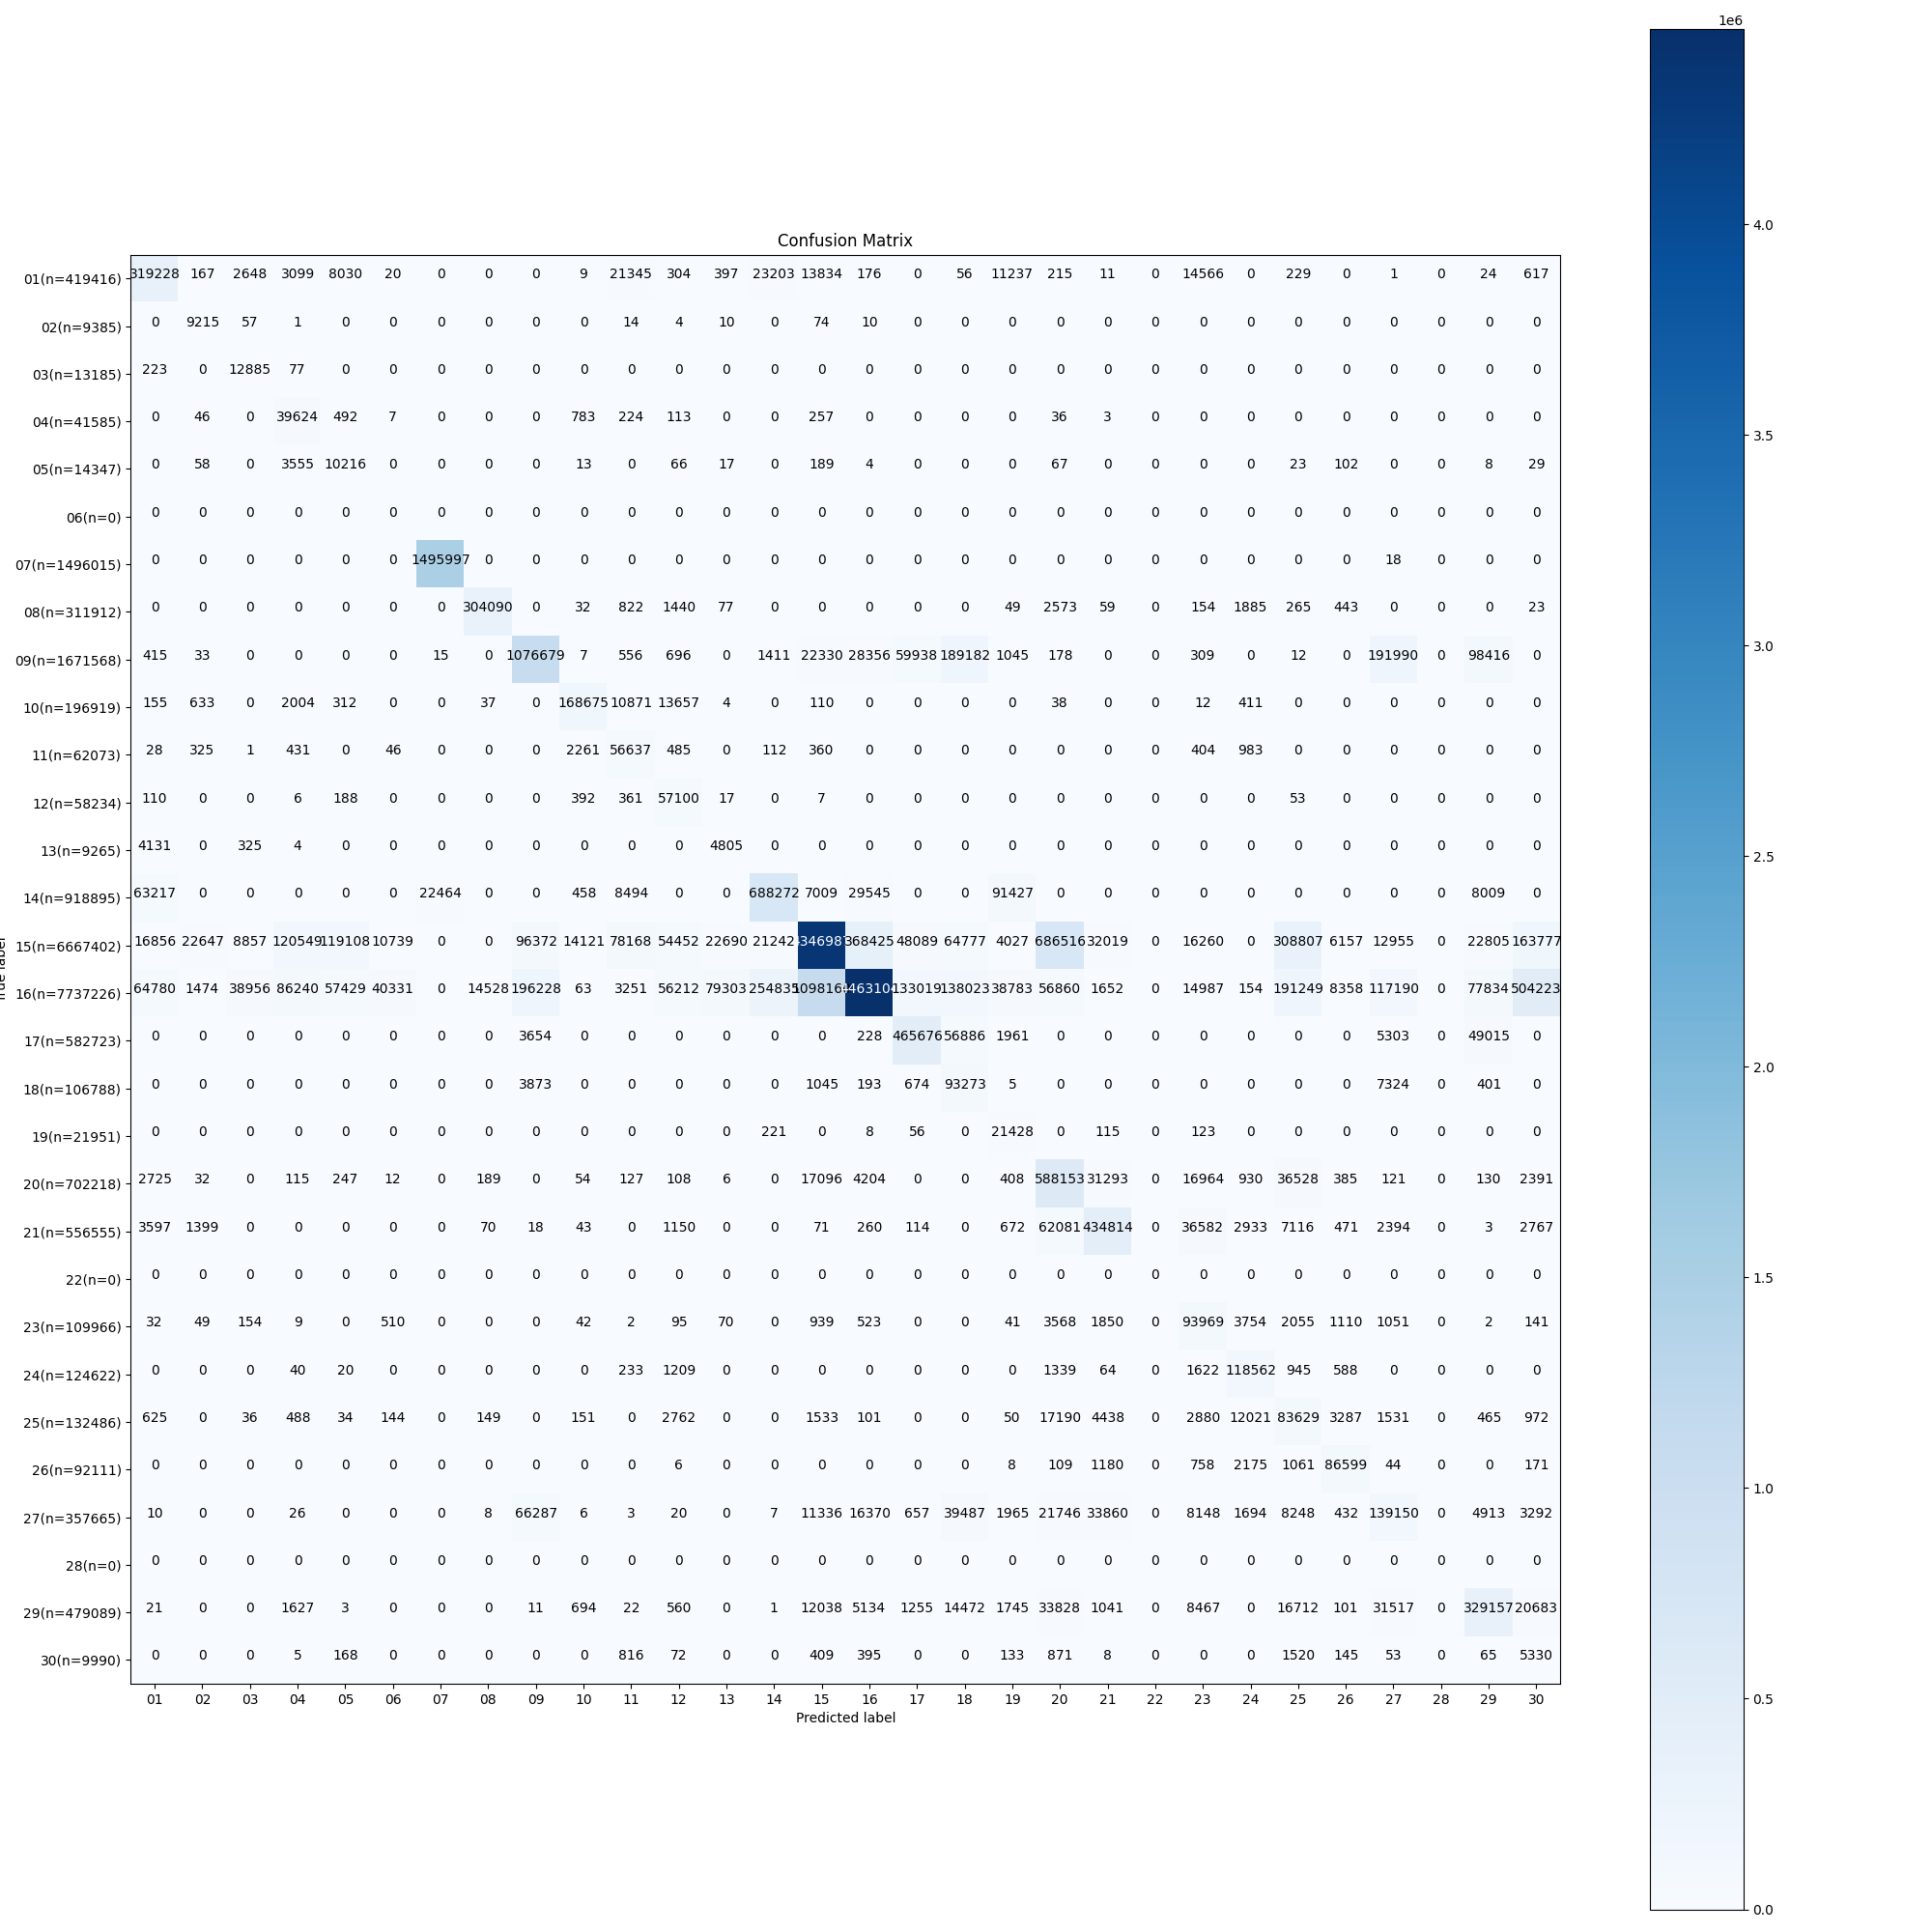 1e6
Confusion Matrix
01(n=419416) 319228 167 2648 3099 8030 20 0 0 0 9 21345 304 397 23203 13834 176 0 56 11237 215 11 0 14566 0 229 0 1 0 24 617
02(n=9385) 0 9215 57 1 0 0 0 0 0 0 14 4 10 0 74 10 0 0 0 0 0 0 0 0 0 0 0 0 0 0
03(n=13185) 223 0 12885 77 0 0 0 0 0 0 0 0 0 0 0 0 0 0 0 0 0 0 0 0 0 0 0 0 0 0
04(n=41585) 0 46 0 39624 492 7 0 0 0 783 224 113 0 0 257 0 0 0 0 36 3 0 0 0 0 0 0 0 0 0
05(n=14347) 0 58 0 3555 10216 0 0 0 0 13 0 66 17 0 189 4 0 0 0 67 0 0 0 0 23 102 0 0 8 29
06(n=0) 0 0 0 0 0 0 0 0 0 0 0 0 0 0 0 0 0 0 0 0 0 0 0 0 0 0 0 0 0 0
07(n=1496015) 0 0 0 0 0 0 1495997 0 0 0 0 0 0 0 0 0 0 0 0 0 0 0 0 0 0 0 18 0 0 0
08(n=311912) 0 0 0 0 0 0 0 304090 0 32 822 1440 77 0 0 0 0 0 49 2573 59 0 154 1885 265 443 0 0 0 23
09(n=1671568) 415 33 0 0 0 0 15 0 1076679 7 556 696 0 1411 22330 28356 59938 189182 1045 178 0 0 309 0 12 0 191990 0 98416 0
10(n=196919) 155 633 0 2004 312 0 0 37 0 168675 10871 13657 4 0 110 0 0 0 0 38 0 0 12 411 0 0 0 0 0 0
11(n=62073) 28 325 1 431 0 46 0 0 0 2261 56637 485 0 112 360 0 0 0 0 0 0 0 404 983 0 0 0 0 0 0
12(n=58234) 110 0 0 6 188 0 0 0 0 392 361 57100 17 0 7 0 0 0 0 0 0 0 0 0 53 0 0 0 0 0
13(n=9265) 4131 0 325 4 0 0 0 0 0 0 0 0 4805 0 0 0 0 0 0 0 0 0 0 0 0 0 0 0 0 0
14(n=918895) 63217 0 0 0 0 0 22464 0 0 458 8494 0 0 688272 7009 29545 0 0 91427 0 0 0 0 0 0 0 0 0 8009 0
15(n=6667402) 16856 22647 8857 120549 119108 10739 0 0 96372 14121 78168 54452 22690 21242 368425 48089 64777 4027 686516 32019 0 16260 0 308807 6157 12955 0 22805 163777
16(n=7737226) 64780 1474 38956 86240 57429 40331 0 14528 196228 63 3251 56212 79303 254835 133019 138023 38783 56860 1652 0 14987 154 191249 8358 117190 0 77834 504223
17(n=582723) 0 0 0 0 0 0 0 0 3654 0 0 0 0 0 0 228 465676 56886 1961 0 0 0 0 0 0 0 5303 0 49015 0
18(n=106788) 0 0 0 0 0 0 0 0 3873 0 0 0 0 0 1045 193 674 93273 5 0 0 0 0 0 0 0 7324 0 401 0
19(n=21951) 0 0 0 0 0 0 0 0 0 0 0 0 0 221 0 8 56 0 21428 0 115 0 123 0 0 0 0 0 0 0
20(n=702218) 2725 32 0 115 247 12 0 189 0 54 127 108 6 0 17096 4204 0 0 408 588153 31293 0 16964 930 36528 385 121 0 130 2391
21(n=556555) 3597 1399 0 0 0 0 0 70 18 43 0 1150 0 0 71 260 114 0 672 62081 434814 0 36582 2933 7116 471 2394 0 3 2767
22(n=0) 0 0 0 0 0 0 0 0 0 0 0 0 0 0 0 0 0 0 0 0 0 0 0 0 0 0 0 0 0 0
23(n=109966) 32 49 154 9 0 510 0 0 0 42 2 95 70 0 939 523 0 0 41 3568 1850 0 93969 3754 2055 1110 1051 0 2 141
24(n=124622) 0 0 0 40 20 0 0 0 0 0 233 1209 0 0 0 0 0 0 0 1339 64 0 1622 118562 945 588 0 0 0 0
25(n=132486) 625 0 36 488 34 144 0 149 0 151 0 2762 0 0 1533 101 0 0 50 17190 4438 0 2880 12021 83629 3287 1531 0 465 972
26(n=92111) 0 0 0 0 0 0 0 0 0 0 0 6 0 0 0 0 0 0 8 109 1180 0 758 2175 1061 86599 44 0 0 171
27(n=357665) 10 0 0 26 0 0 0 8 66287 6 3 20 0 7 11336 16370 657 39487 1965 21746 33860 0 8148 1694 8248 432 139150 0 4913 3292
28(n=0) 0 0 0 0 0 0 0 0 0 0 0 0 0 0 0 0 0 0 0 0 0 0 0 0 0 0 0 0 0 0
29(n=479089) 21 0 0 1627 3 0 0 0 11 694 22 560 0 1 12038 5134 1255 14472 1745 33828 1041 0 8467 0 16712 101 31517 0 329157 20683
30(n=9990) 0 0 0 5 168 0 0 0 0 0 816 72 0 0 409 395 0 0 133 871 8 0 0 0 1520 145 53 0 65 5330
01 02 03 04 05 06 07 08 09 10 11 12 13 14 15 16 17 18 19 20 21 22 23 24 25 26 27 28 29 30
Predicted label
4.0
3.5
3.0
2.5
2.0
1.5
1.0
0.5
0.0